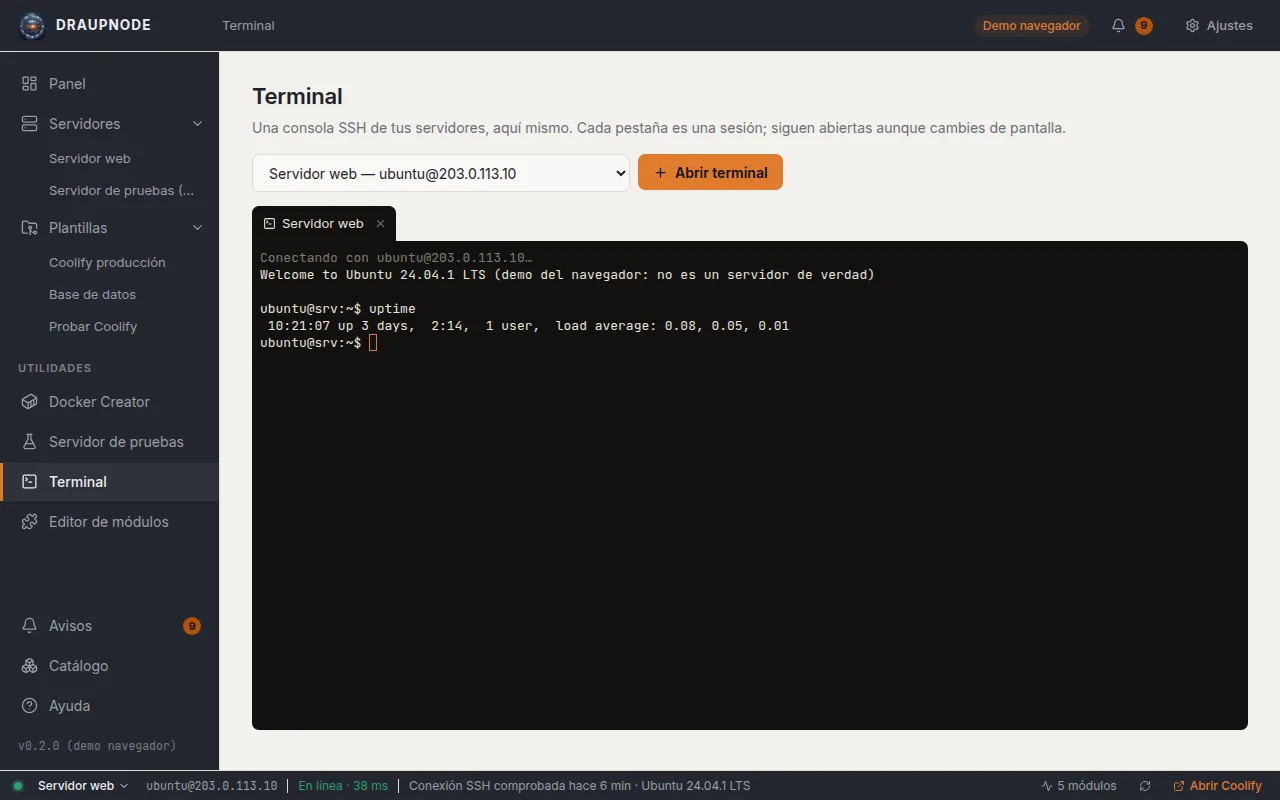 DRAUPNODE
Terminal
Demo navegador
9
Ajustes
Panel
Servidores
Servidor web
Servidor de pruebas (...
Plantillas
Coolify producción
Base de datos
Probar Coolify
UTILIDADES
Docker Creator
Servidor de pruebas
Terminal
Editor de módulos
Avisos
9
Catálogo
Ayuda
v0.2.0 (demo navegador)
Terminal
Una consola SSH de tus servidores, aquí mismo. Cada pestaña es una sesión; siguen abiertas aunque cambies de pantalla.
Servidor web — ubuntu@203.0.113.10
+ Abrir terminal
Servidor web ×
Conectando con ubuntu@203.0.113.10…
Welcome to Ubuntu 24.04.1 LTS (demo del navegador: no es un servidor de verdad)
ubuntu@srv:~$ uptime
10:21:07 up 3 days,  2:14,  1 user,  load average: 0.08, 0.05, 0.01
ubuntu@srv:~$
Servidor web
ubuntu@203.0.113.10
En línea · 38 ms
Conexión SSH comprobada hace 6 min · Ubuntu 24.04.1 LTS
5 módulos
Abrir Coolify